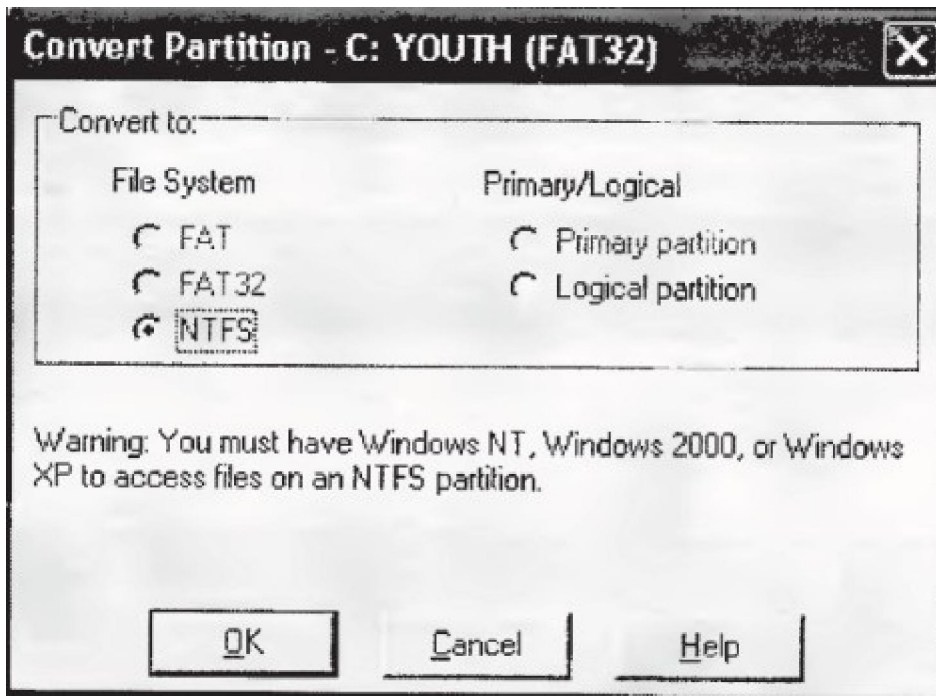 Convert Partition - C: YOUTH (FAT32)
Convert to:
File System
FAT
FAT32
NTFS
Primary/Logical
Primary partition
Logical partition
Warning: You must have Windows NT, Windows 2000, or Windows
XP to access files on an NTFS partition.
OK
Cancel
Help